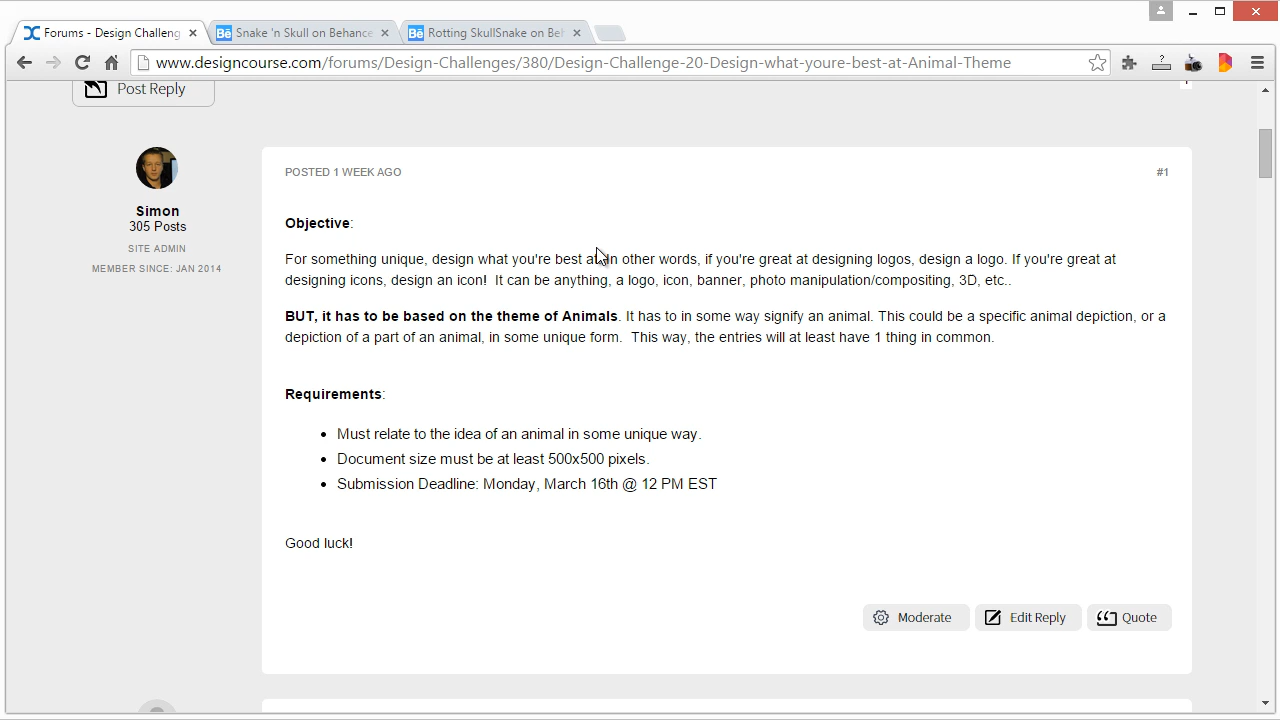 Forums - Design Challeng
Snake 'n Skull on Behance
Rotting SkullSnake on Beh
www.designcourse.com/forums/Design-Challenges/380/Design-Challenge-20-Design-what-youre-best-at-Animal-Theme
Post Reply
Simon
305 Posts
SITE ADMIN
MEMBER SINCE: JAN 2014
POSTED 1 WEEK AGO
#1
Objective:
For something unique, design what you're best at. In other words, if you're great at designing logos, design a logo. If you're great at
designing icons, design an icon! It can be anything, a logo, icon, banner, photo manipulation/compositing, 3D, etc..
BUT, it has to be based on the theme of Animals. It has to in some way signify an animal. This could be a specific animal depiction, or a
depiction of a part of an animal, in some unique form. This way, the entries will at least have 1 thing in common.
Requirements:
Must relate to the idea of an animal in some unique way.
Document size must be at least 500x500 pixels.
Submission Deadline: Monday, March 16th @ 12 PM EST
Good luck!
Moderate
Edit Reply
Quote